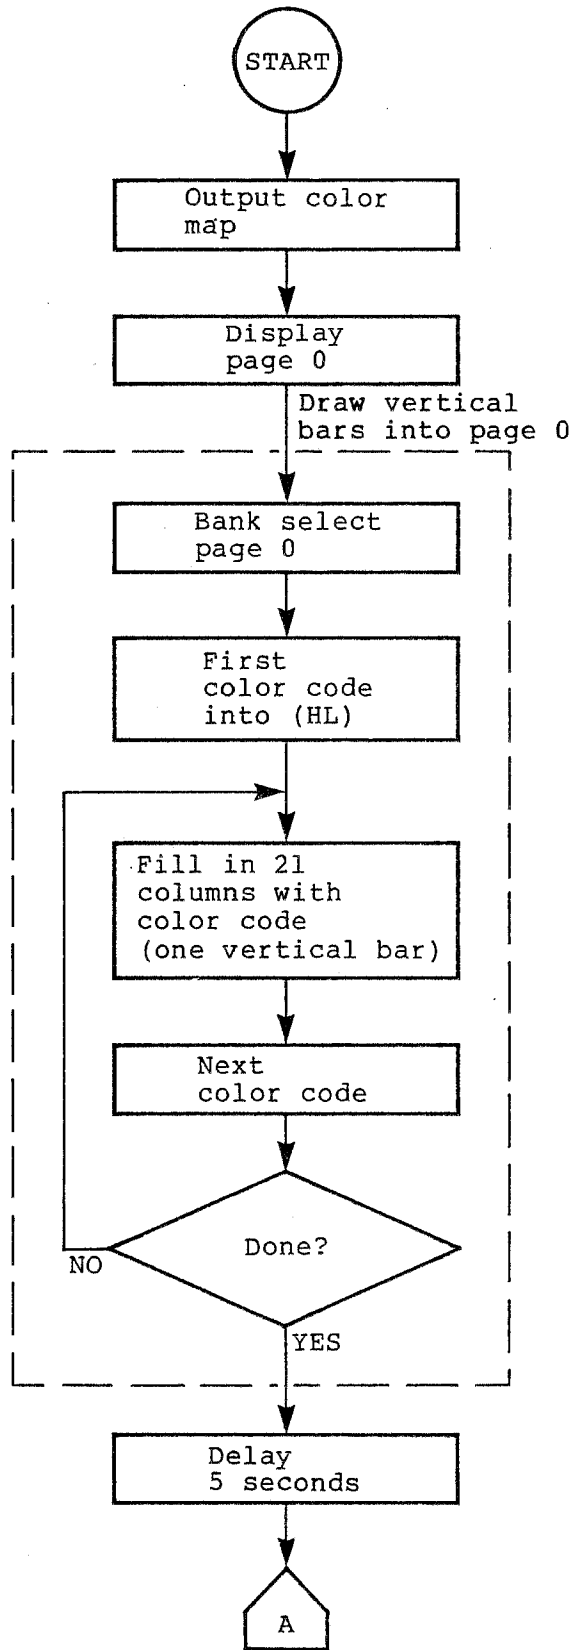 START
Output color
map
Display
page 0
Draw vertical
bars into page 0
Bank select
page 0
First
color code
into (HL)
Fill in 21
columns with
color code
(one vertical bar)
Next
color code
Done?
NO
YES
Delay
5 seconds
A